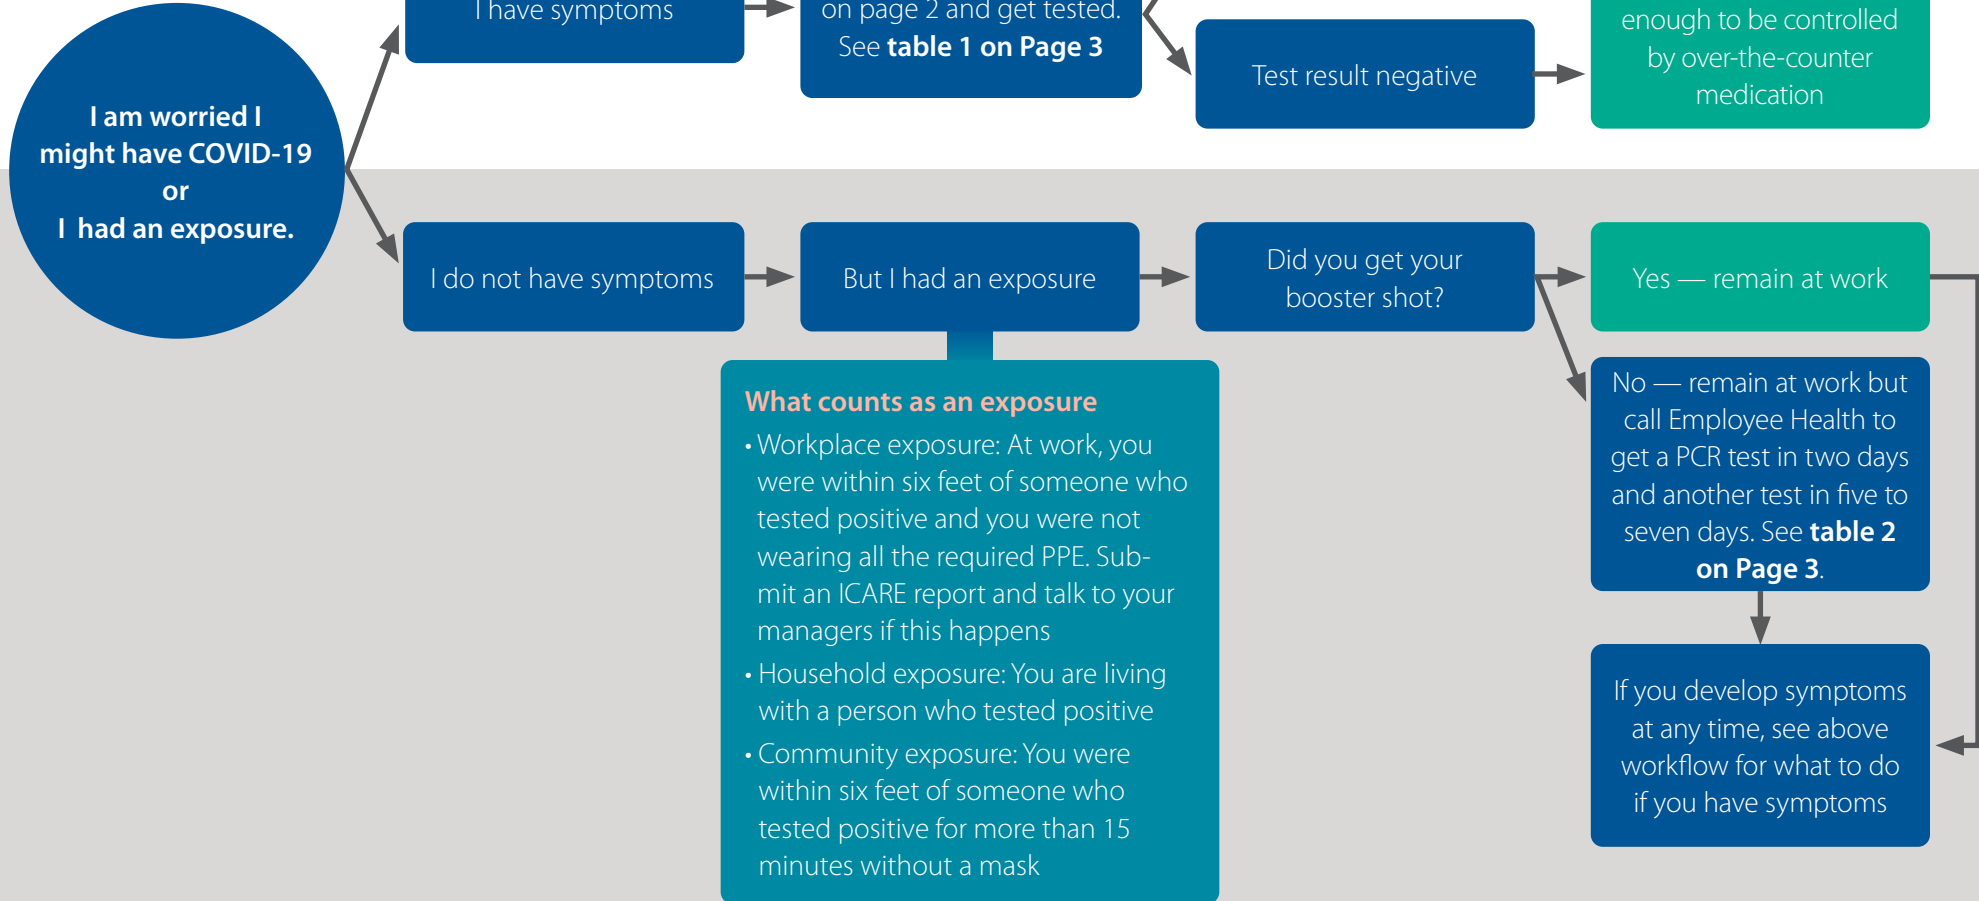 I have symptoms
on page 2 and get tested.
See table 1 on Page 3
Test result negative
enough to be controlled
by over-the-counter
medication
I am worried I
might have COVID-19
or
I had an exposure.
I do not have symptoms
But I had an exposure
Did you get your
booster shot?
Yes — remain at work
No — remain at work but
call Employee Health to
get a PCR test in two days
and another test in five to
seven days. See table 2
on Page 3.
If you develop symptoms
at any time, see above
workflow for what to do
if you have symptoms
What counts as an exposure
• Workplace exposure: At work, you
were within six feet of someone who
tested positive and you were not
wearing all the required PPE. Sub-
mit an ICARE report and talk to your
managers if this happens
• Household exposure: You are living
with a person who tested positive
• Community exposure: You were
within six feet of someone who
tested positive for more than 15
minutes without a mask